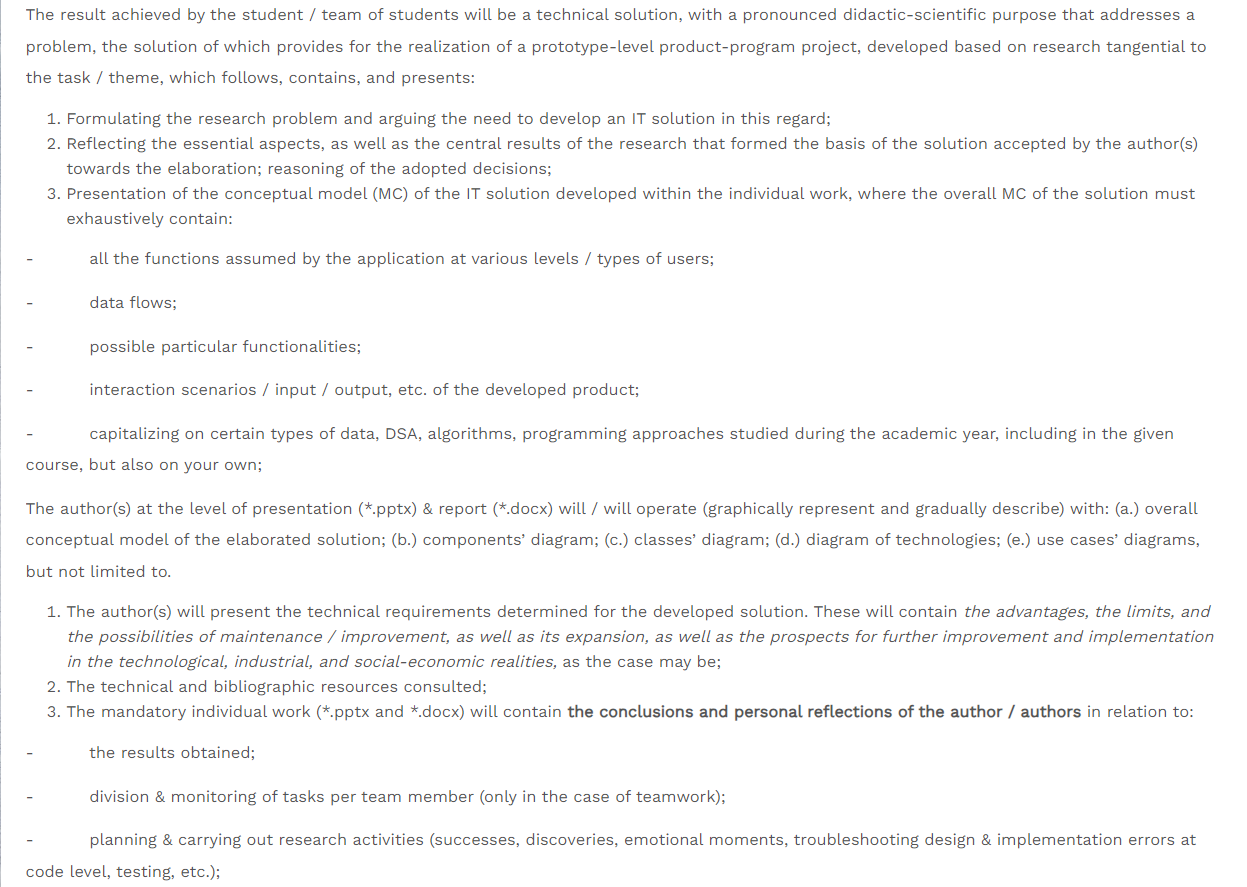 The result achieved by the student / team of students will be a technical solution, with a pronounced didactic-scientific purpose that addresses a
problem, the solution of which provides for the realization of a prototype-level product-program project, developed based on research tangential to
the task / theme, which follows, contains, and presents:
1. Formulating the research problem and arguing the need to develop an IT solution in this regard;
2. Reflecting the essential aspects, as well as the central results of the research that formed the basis of the solution accepted by the author(s)
towards the elaboration; reasoning of the adopted decisions;
3. Presentation of the conceptual model (MC) of the IT solution developed within the individual work, where the overall MC of the solution must
exhaustively contain:
- all the functions assumed by the application at various levels / types of users;
- data flows;
- possible particular functionalities;
- interaction scenarios / input / output, etc. of the developed product;
- capitalizing on certain types of data, DSA, algorithms, programming approaches studied during the academic year, including in the given
course, but also on your own;
The author(s) at the level of presentation (*.pptx) & report (*.docx) will / will operate (graphically represent and gradually describe) with: (a.) overall
conceptual model of the elaborated solution; (b.) components’ diagram; (c.) classes’ diagram; (d.) diagram of technologies; (e.) use cases’ diagrams,
but not limited to.
1. The author(s) will present the technical requirements determined for the developed solution. These will contain the advantages, the limits, and
the possibilities of maintenance / improvement, as well as its expansion, as well as the prospects for further improvement and implementation
in the technological, industrial, and social-economic realities, as the case may be;
2. The technical and bibliographic resources consulted;
3. The mandatory individual work (*.pptx and *.docx) will contain the conclusions and personal reflections of the author / authors in relation to:
- the results obtained;
- division & monitoring of tasks per team member (only in the case of teamwork);
- planning & carrying out research activities (successes, discoveries, emotional moments, troubleshooting design & implementation errors at
code level, testing, etc.);